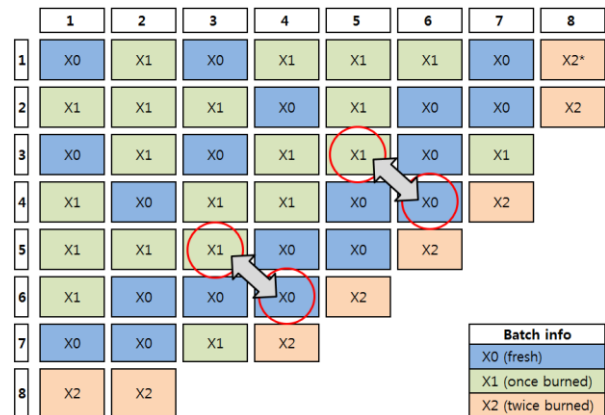 1 2 3 4 5 6 7 8
1 X0 X1 X0 X1 X1 X1 X0 X2*
2 X1 X1 X1 X0 X1 X0 X0 X2
3 X0 X1 X0 X1 X1 X0 X1
4 X1 X0 X1 X1 X0 X0 X2
5 X1 X1 X1 X0 X0 X2
6 X1 X0 X0 X0 X2
7 X0 X0 X1 X2
8 X2 X2
Batch info
X0 (fresh)
X1 (once burned)
X2 (twice burned)